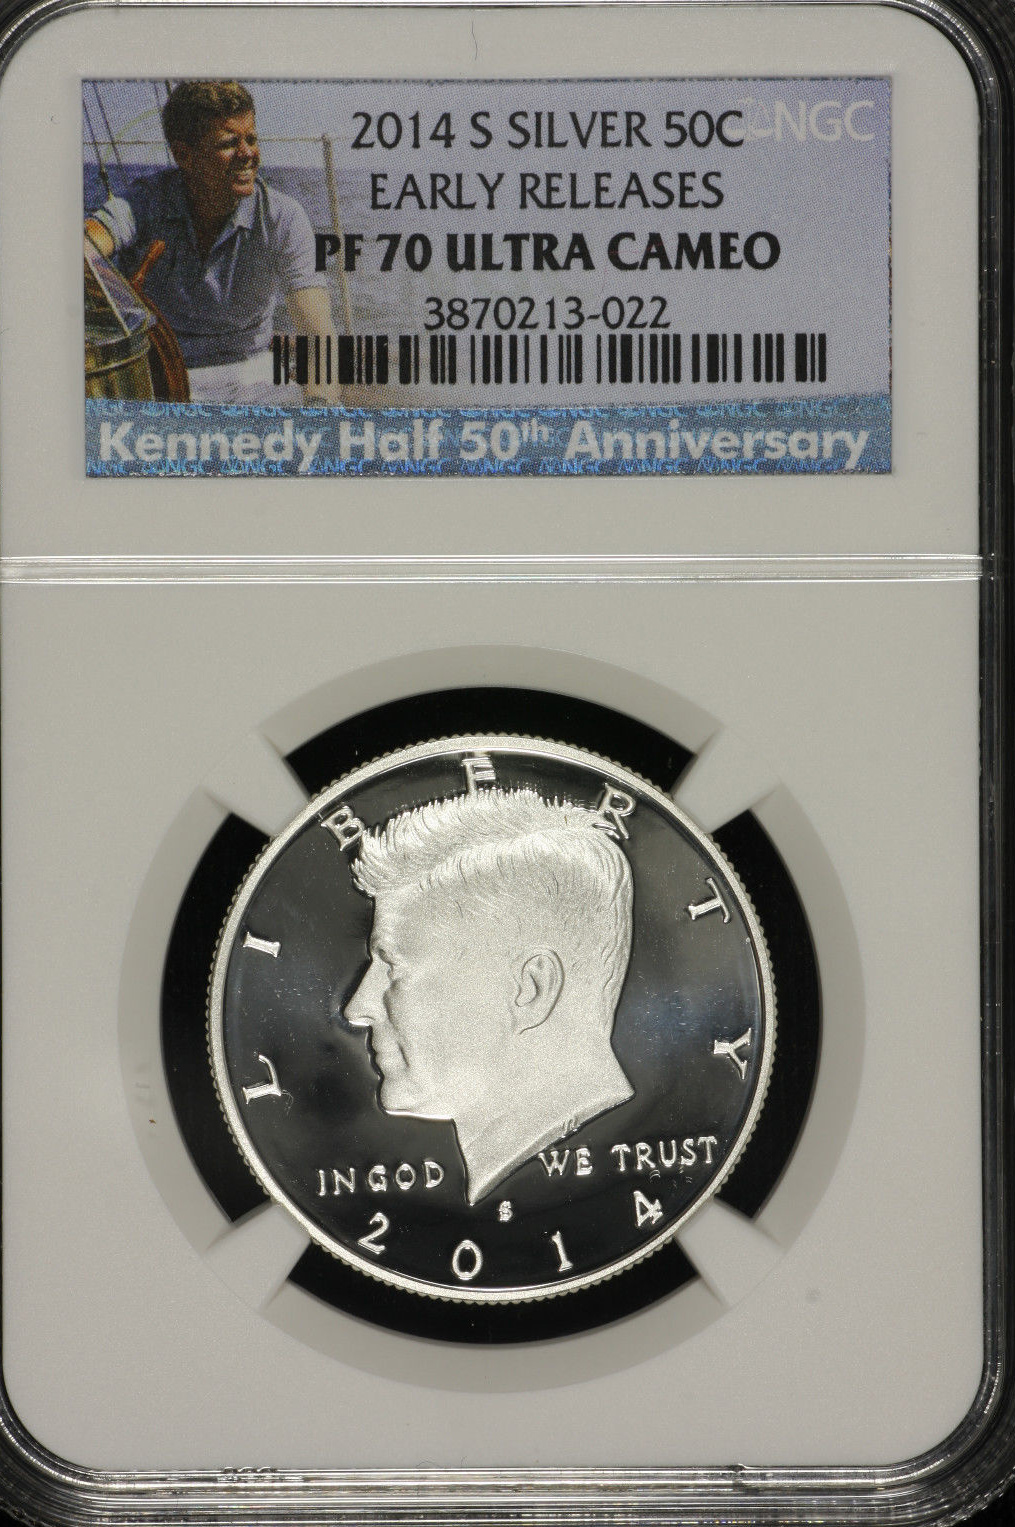 NGC
2014 S SILVER 50C
EARLY RELEASES
PF 70 ULTRA CAMEO
3870213-022
Kennedy Half 50th Anniversary
LIBERTY
IN GOD WE TRUST
S
2014